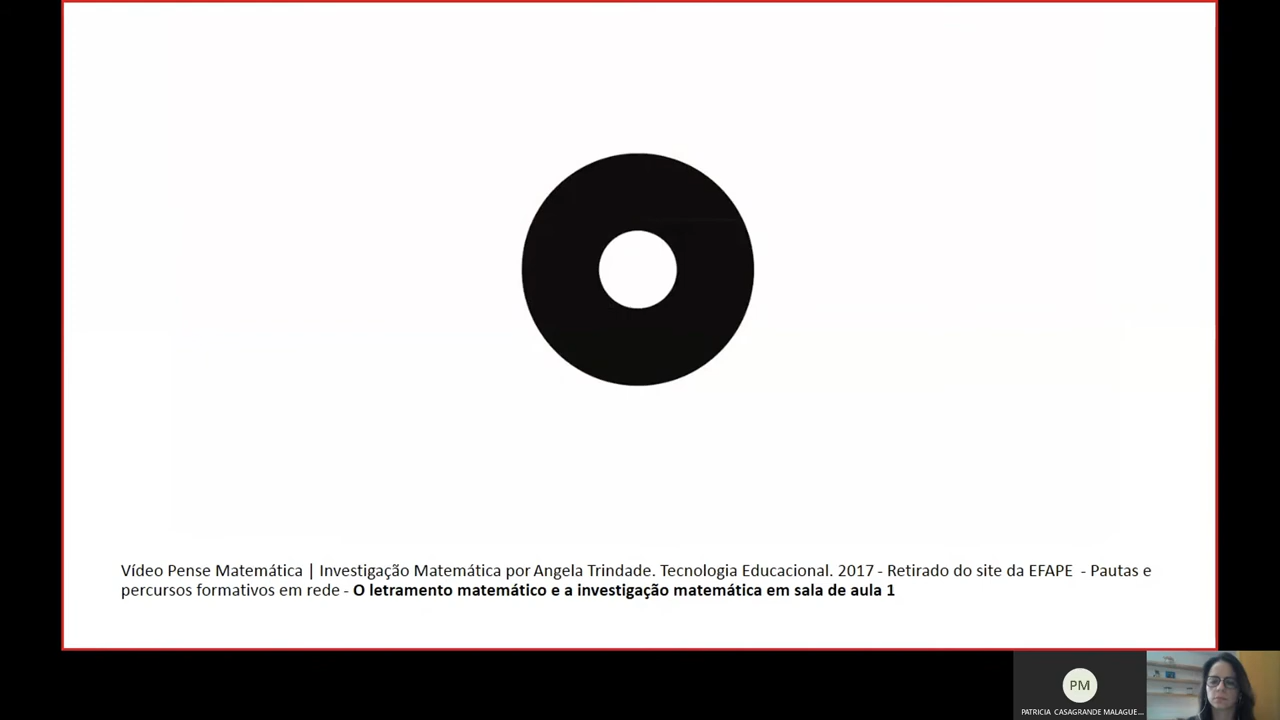 Vídeo Pense Matemática | Investigação Matemática por Angela Trindade. Tecnologia Educacional. 2017 - Retirado do site da EFAPE - Pautas e
percursos formativos em rede - O letramento matemático e a investigação matemática em sala de aula 1
PM
PATRICIA CASAGRANDE MALAGUE...